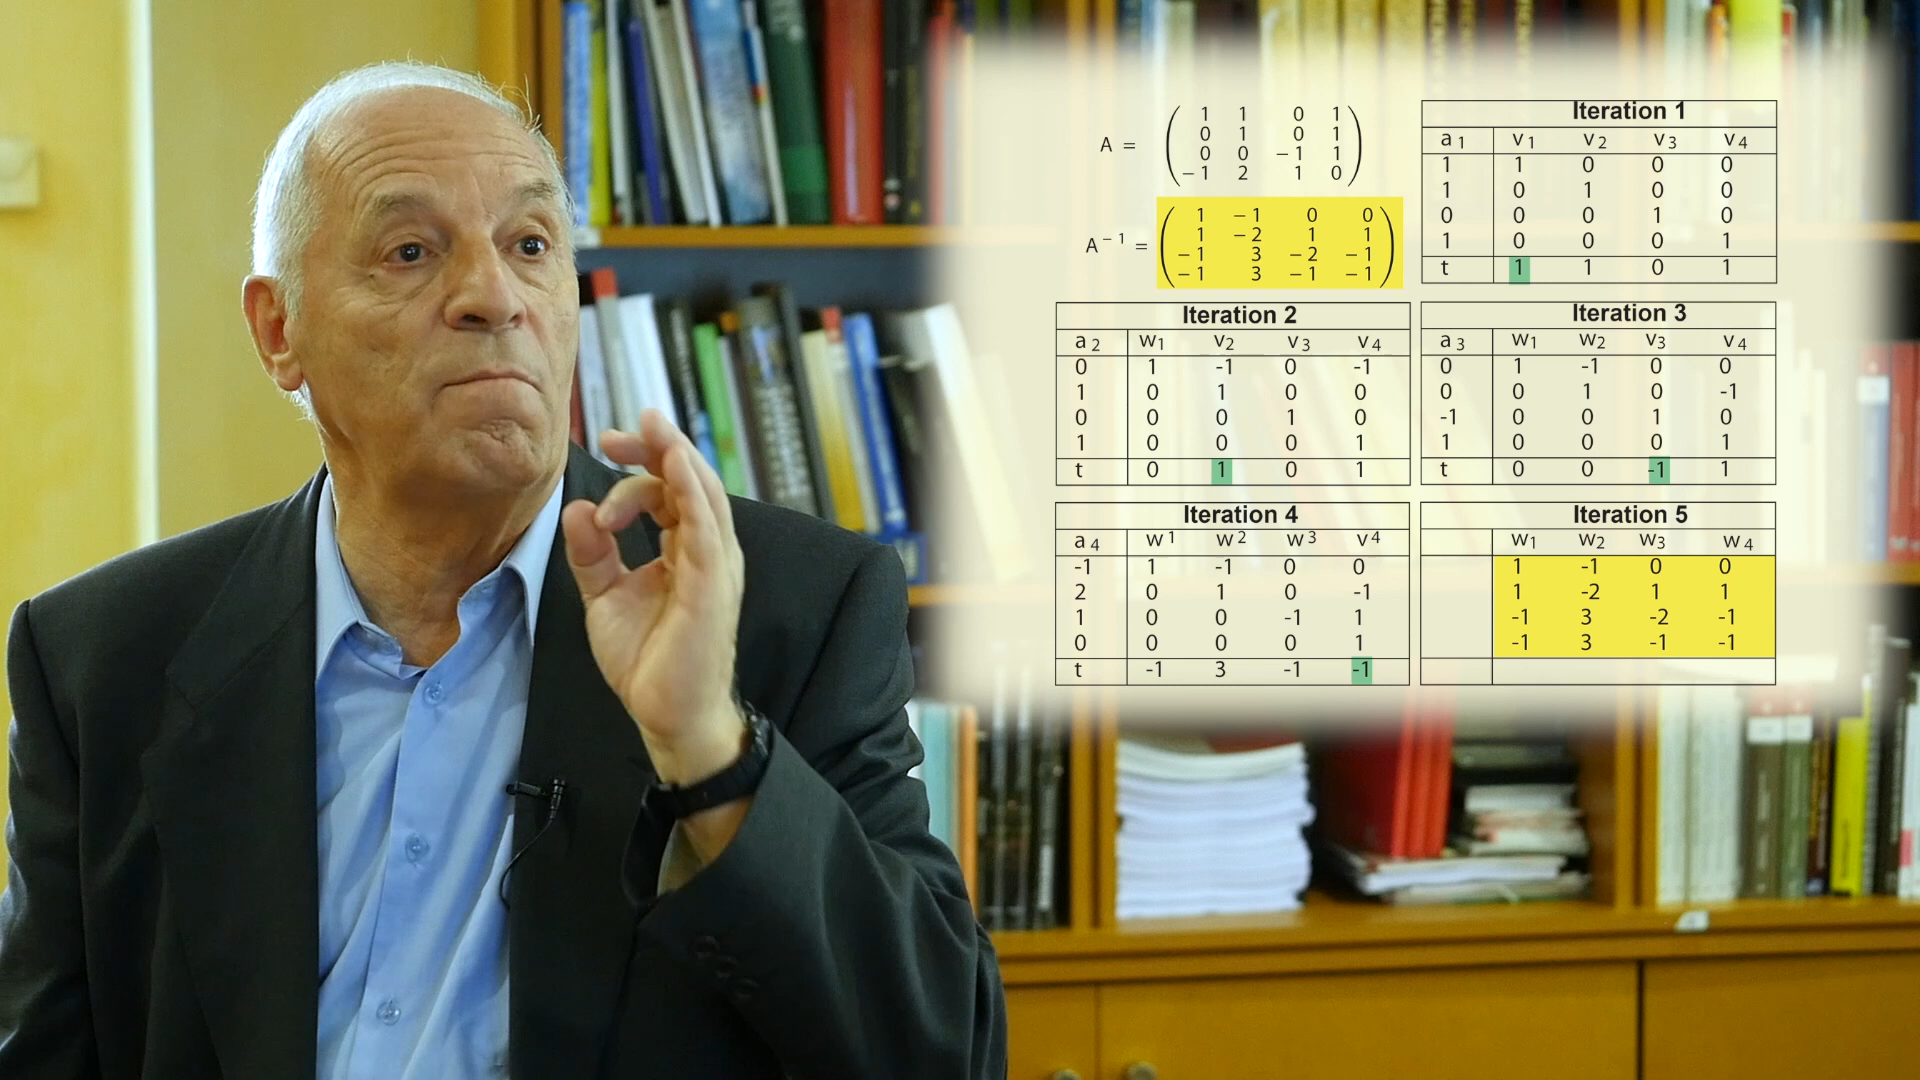 A =
1 1 0 1
0 1 0 1
0 0 −1 1
−1 2 1 0
A−1 =
1 −1 0 0
1 −2 1 1
−1 3 −2 −1
−1 3 −1 −1
Iteration 1
a1 v1 v2 v3 v4
1 1 0 0 0
1 0 1 0 0
0 0 0 1 0
1 0 0 0 1
t 1 1 0 1
Iteration 2
a2 w1 v2 v3 v4
0 1 -1 0 -1
1 0 1 0 0
0 0 0 1 0
1 0 0 0 1
t 0 1 0 1
Iteration 3
a3 w1 w2 v3 v4
0 1 -1 0 0
0 0 1 0 -1
-1 0 0 1 0
1 0 0 0 1
t 0 0 -1 1
Iteration 4
a4 w1 w2 w3 v4
-1 1 -1 0 0
2 0 1 0 -1
1 0 0 -1 1
0 0 0 0 1
t -1 3 -1 -1
Iteration 5
w1 w2 w3 w4
1 -1 0 0
1 -2 1 1
-1 3 -2 -1
-1 3 -1 -1